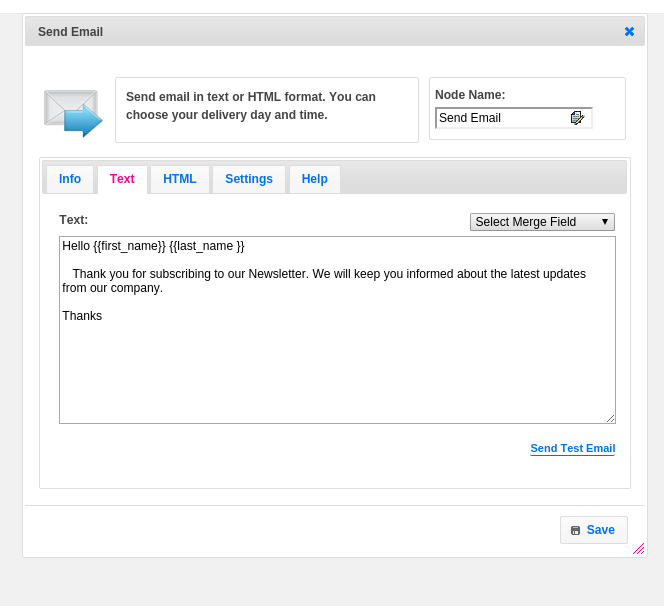 Send Email
Send email in text or HTML format. You can
choose your delivery day and time.
Node Name:
Send Email
Info
Text
HTML
Settings
Help
Text:
Select Merge Field
Hello {{first_name}} {{last_name }}
Thank you for subscribing to our Newsletter. We will keep you informed about the latest updates
from our company.
Thanks
Send Test Email
Save